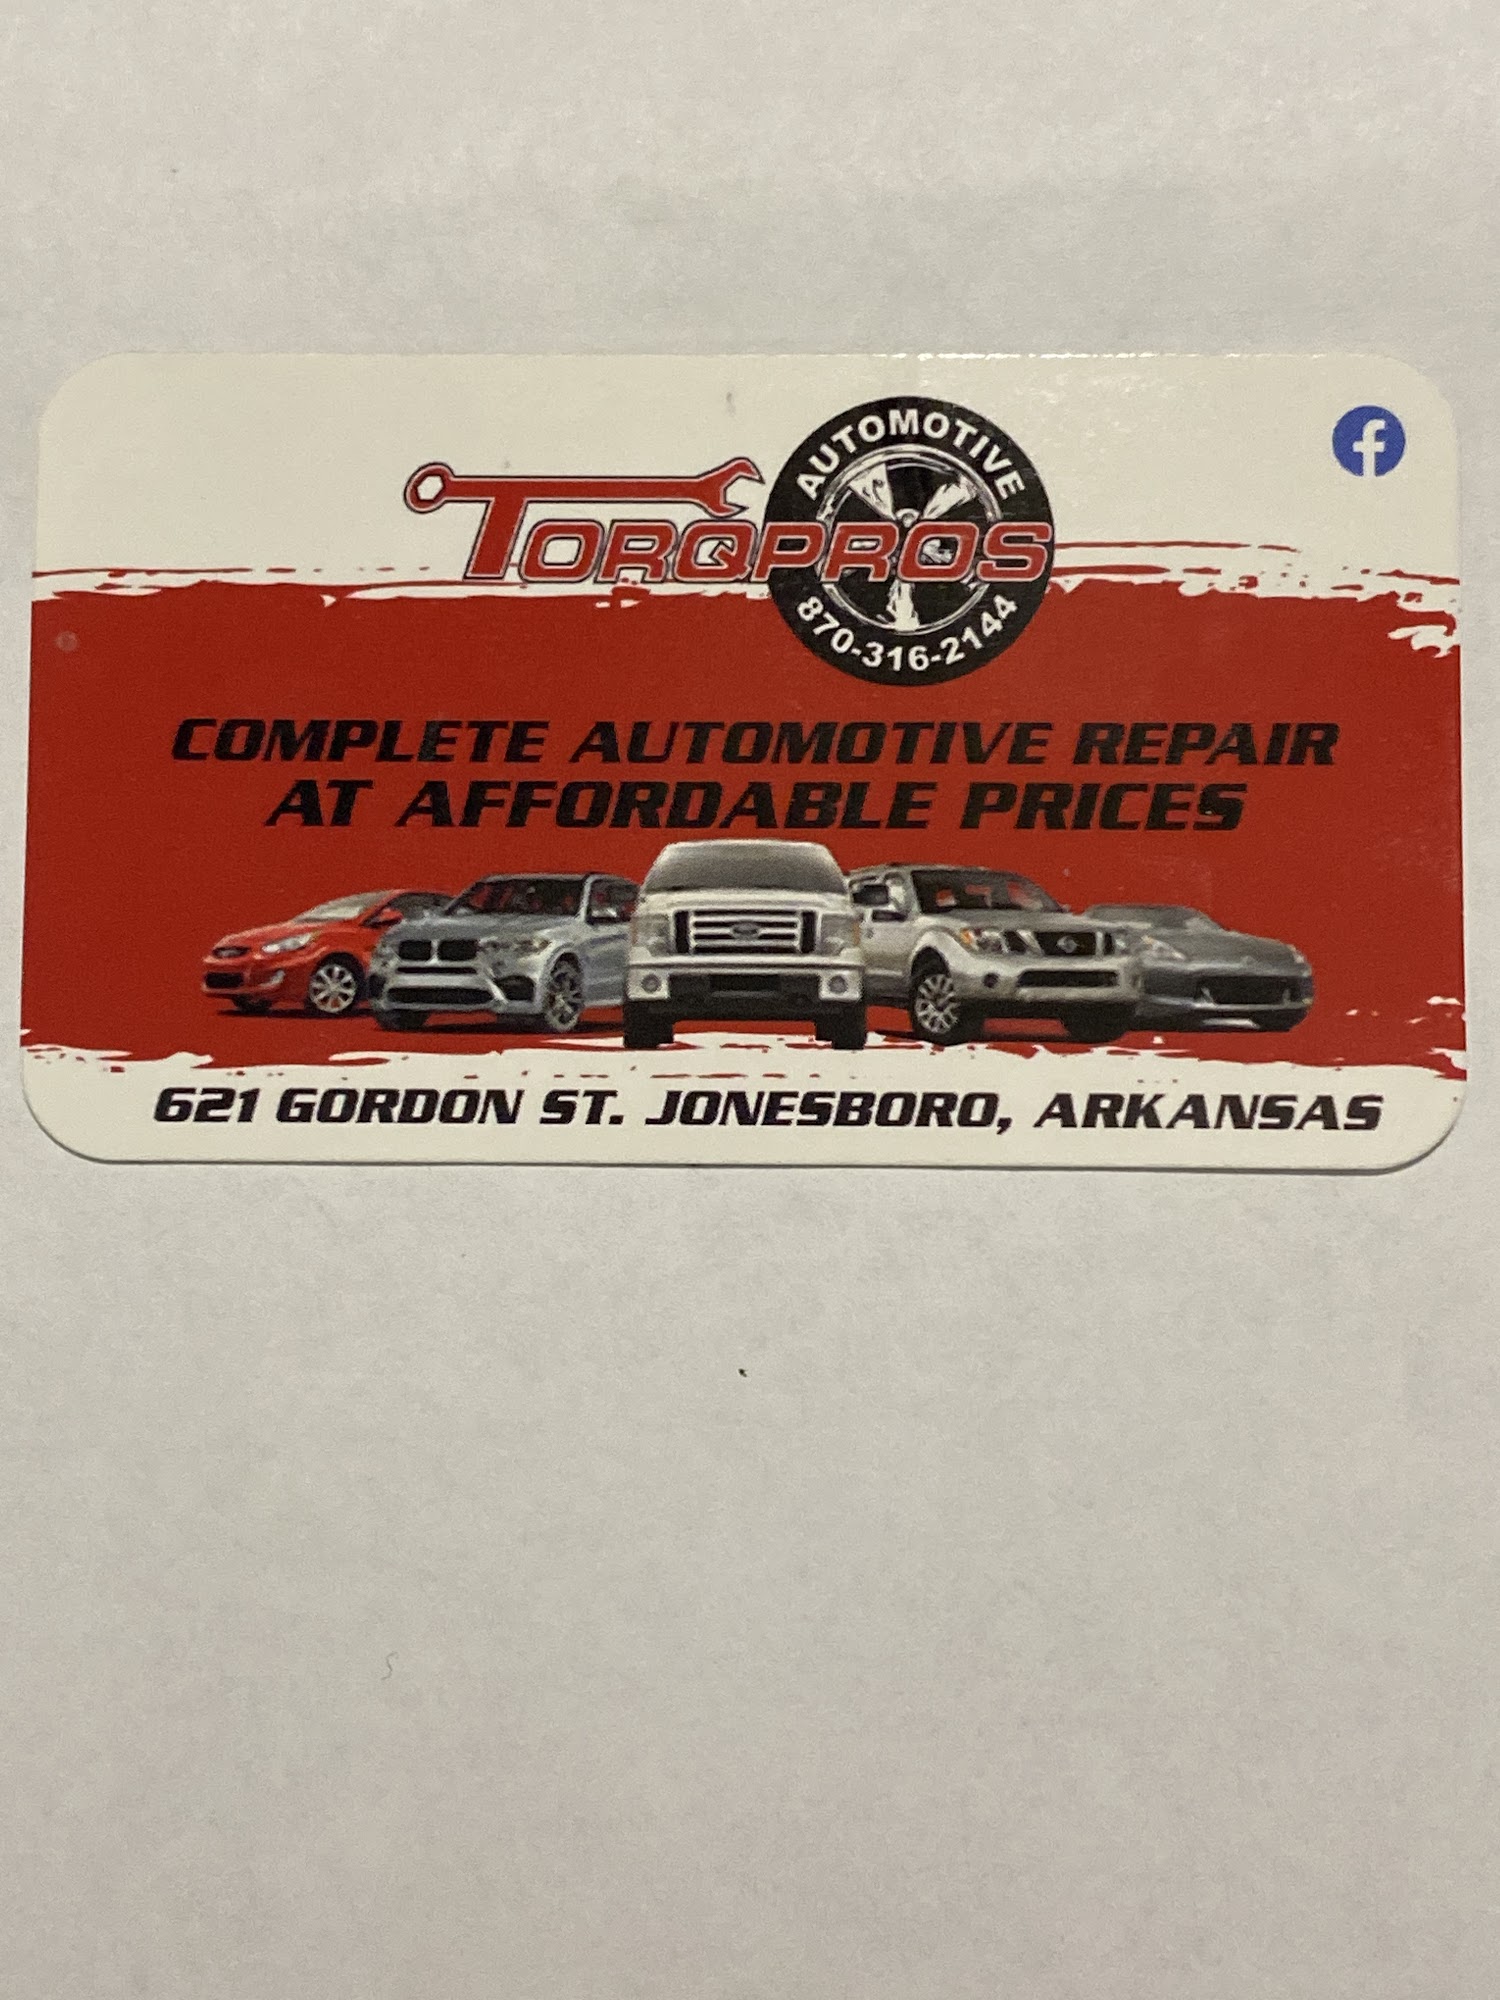 AUTOMOTIVE
TORQPROS
870-316-2144
COMPLETE AUTOMOTIVE REPAIR
AT AFFORDABLE PRICES
621 GORDON ST. JONESBORO, ARKANSAS